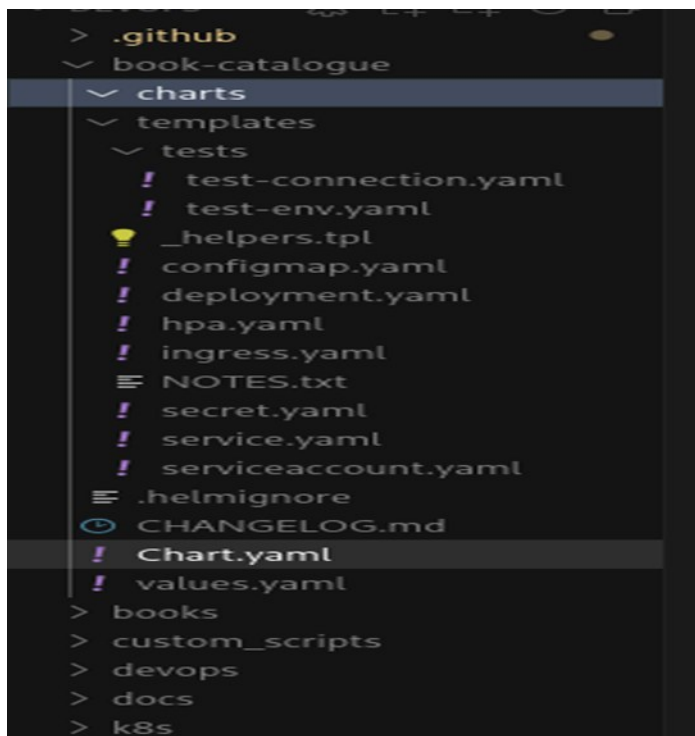 .github
book-catalogue
charts
templates
tests
test-connection.yaml
test-env.yaml
_helpers.tpl
configmap.yaml
deployment.yaml
hpa.yaml
ingress.yaml
NOTES.txt
secret.yaml
service.yaml
serviceaccount.yaml
.helmignore
CHANGELOG.md
Chart.yaml
values.yaml
books
custom_scripts
devops
docs
k8s